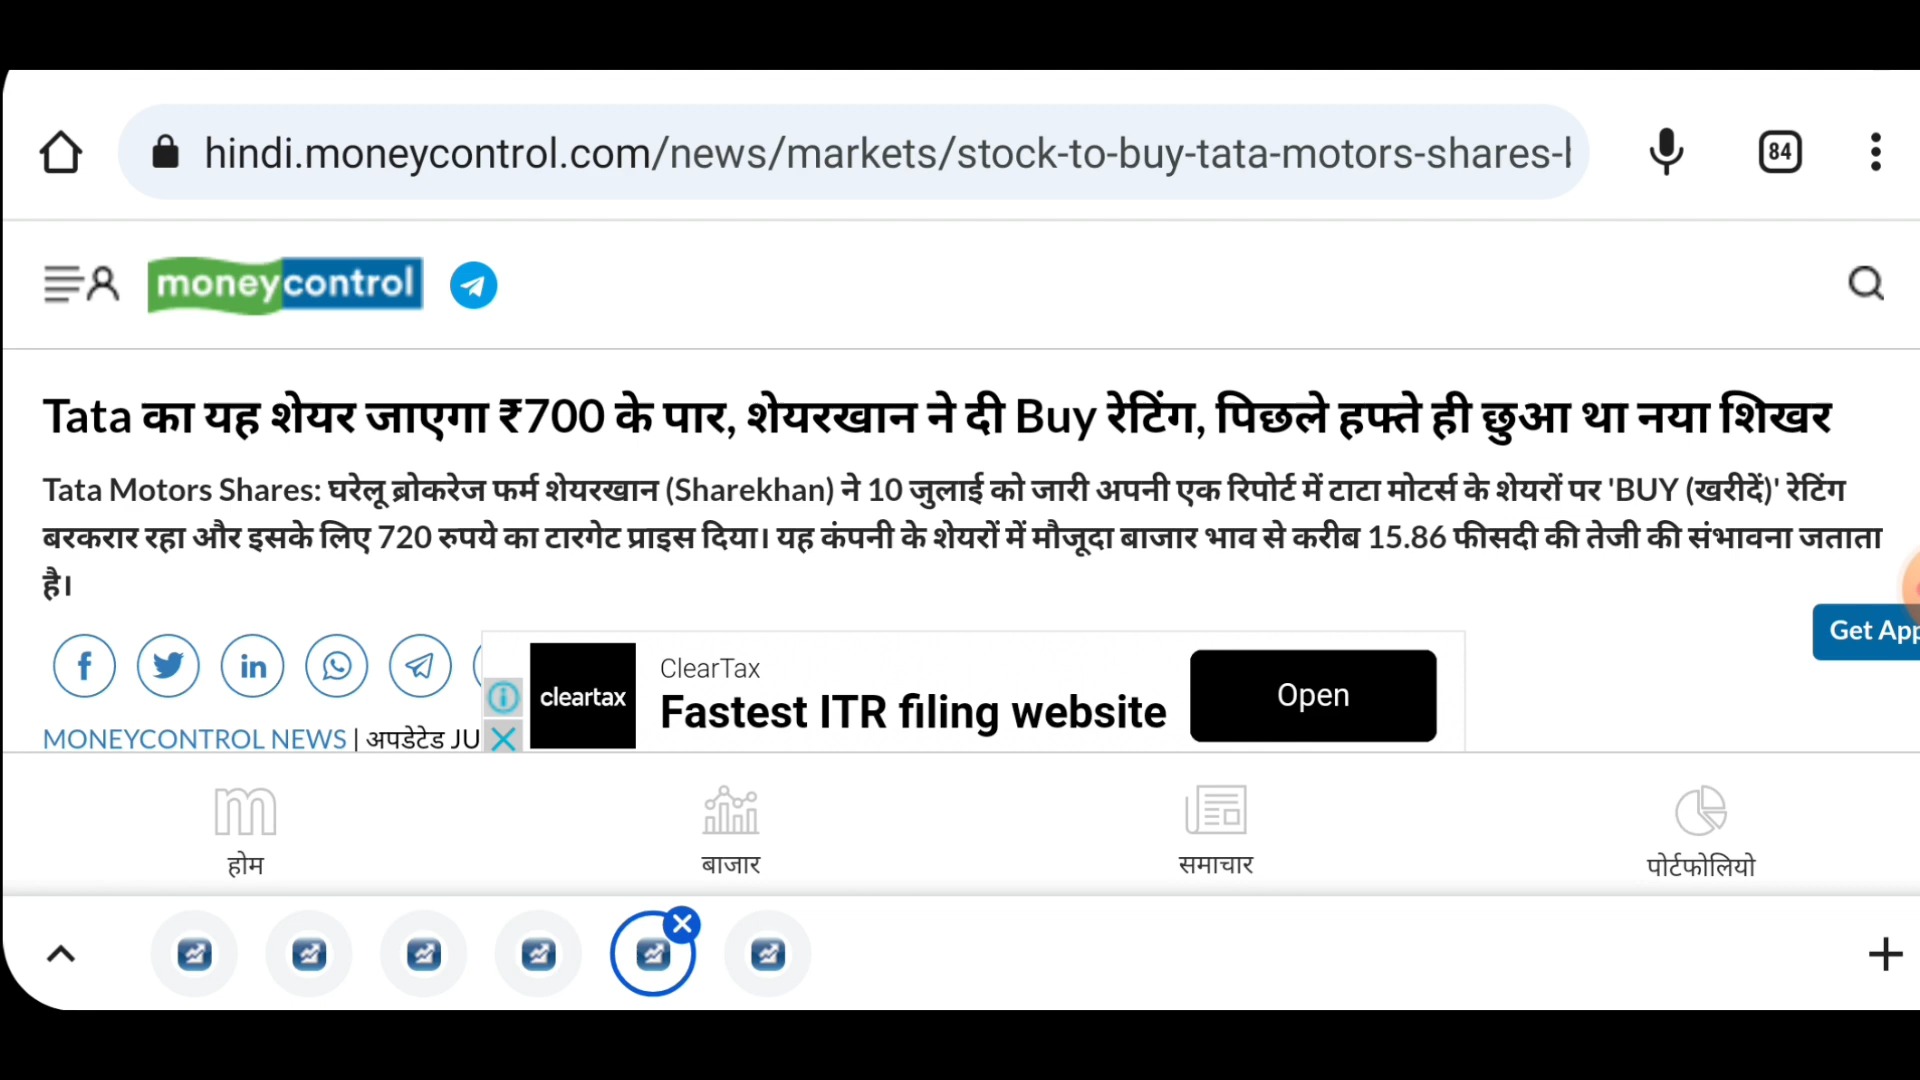 hindi.moneycontrol.com/news/markets/stock-to-buy-tata-motors-shares-
84
moneycontrol
Tata का यह शेयर जाएगा ₹700 के पार, शेयरखान ने दी Buy रेटिंग, पिछले हफ्ते ही छुआ था नया शिखर
Tata Motors Shares: घरेलू ब्रोकरेज फर्म शेयरखान (Sharekhan) ने 10 जुलाई को जारी अपनी एक रिपोर्ट में टाटा मोटर्स के शेयरों पर 'BUY (खरीदें)' रेटिंग
बरकरार रहा और इसके लिए 720 रुपये का टारगेट प्राइस दिया। यह कंपनी के शेयरों में मौजूदा बाजार भाव से करीब 15.86 फीसदी की तेजी की संभावना जताता
है।
Get App
ClearTax
cleartax
Fastest ITR filing website
Open
MONEYCONTROL NEWS | अपडेटेड JU
होम
बाजार
समाचार
पोर्टफोलियो